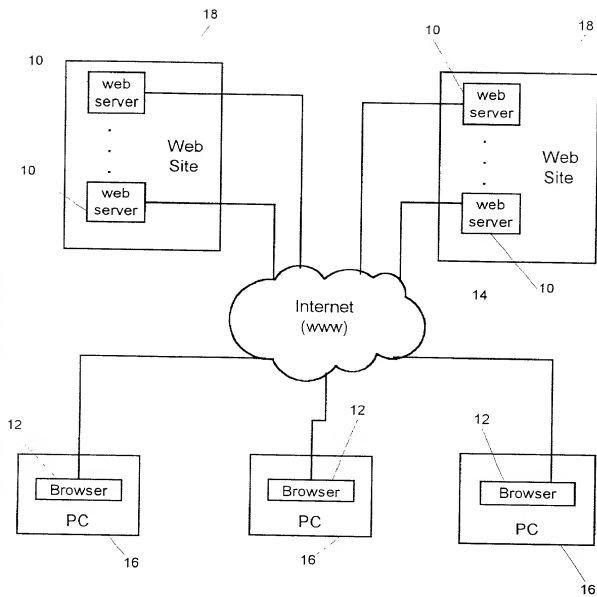 18
18
10
10
web
server
web
server
Web
Site
Web
Site
10
web
server
web
server
10
14
Internet
(www)
12
12
12
Browser
Browser
Browser
PC
PC
PC
16
16
16